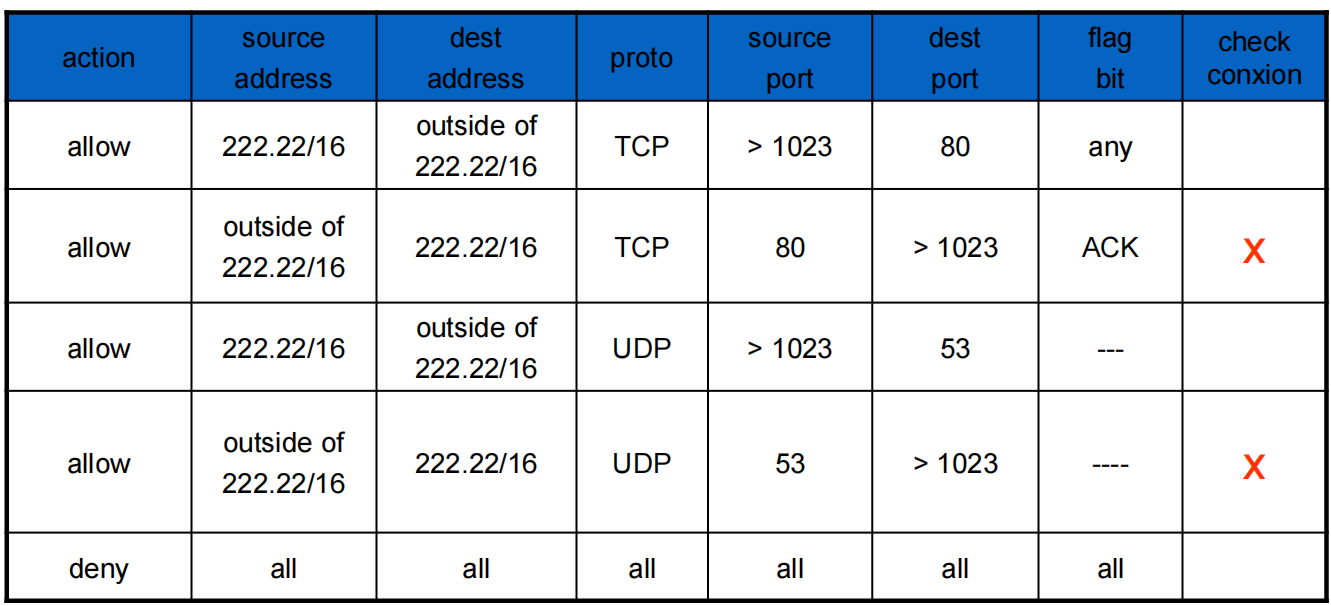 action source address dest address proto source port dest port flag bit check conxion
allow 222.22/16 outside of 222.22/16 TCP > 1023 80 any
allow outside of 222.22/16 222.22/16 TCP 80 > 1023 ACK X
allow 222.22/16 outside of 222.22/16 UDP > 1023 53 ---
allow outside of 222.22/16 222.22/16 UDP 53 > 1023 ---- X
deny all all all all all all